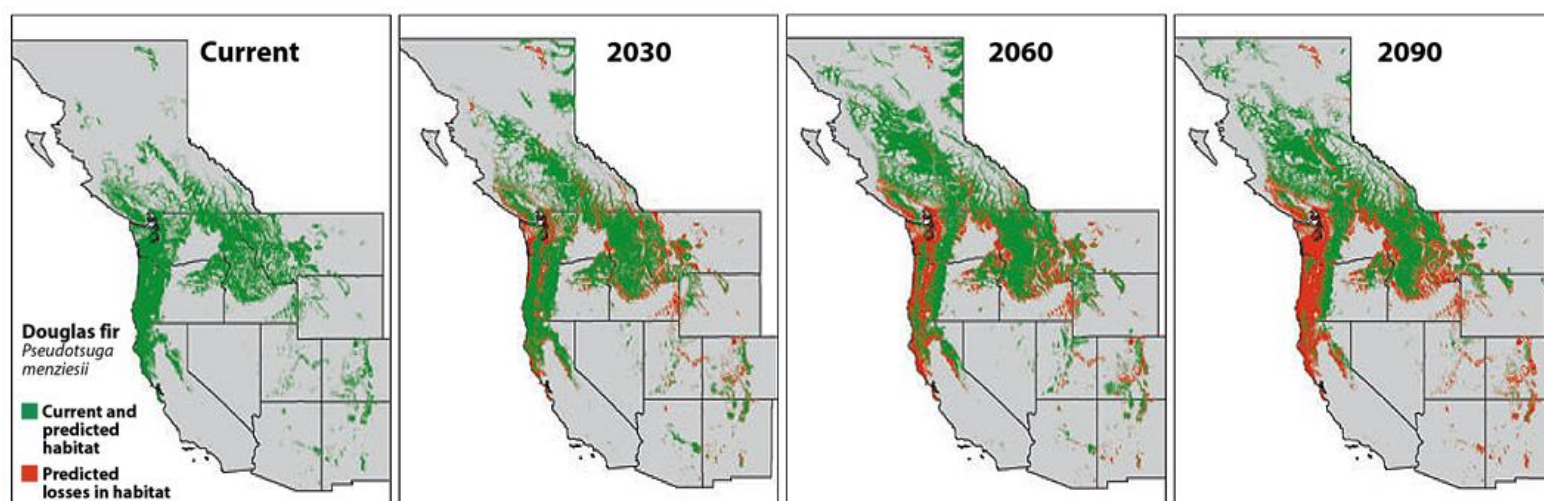 Current
2030
2060
2090
Douglas fir
Pseudotsuga
menziesii
Current and
predicted
habitat
Predicted
losses in habitat